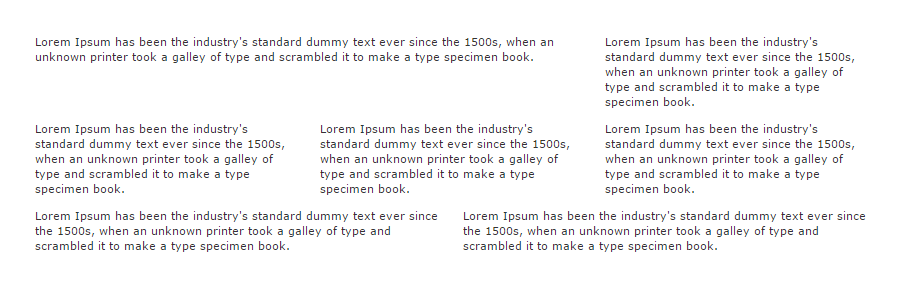 Lorem Ipsum has been the industry's standard dummy text ever since the 1500s, when an
unknown printer took a galley of type and scrambled it to make a type specimen book.
Lorem Ipsum has been the industry's
standard dummy text ever since the 1500s,
when an unknown printer took a galley of
type and scrambled it to make a type
specimen book.
Lorem Ipsum has been the industry's
standard dummy text ever since the 1500s,
when an unknown printer took a galley of
type and scrambled it to make a type
specimen book.
Lorem Ipsum has been the industry's
standard dummy text ever since the 1500s,
when an unknown printer took a galley of
type and scrambled it to make a type
specimen book.
Lorem Ipsum has been the industry's
standard dummy text ever since the 1500s,
when an unknown printer took a galley of
type and scrambled it to make a type
specimen book.
Lorem Ipsum has been the industry's standard dummy text ever since
the 1500s, when an unknown printer took a galley of type and
scrambled it to make a type specimen book.
Lorem Ipsum has been the industry's standard dummy text ever since
the 1500s, when an unknown printer took a galley of type and
scrambled it to make a type specimen book.